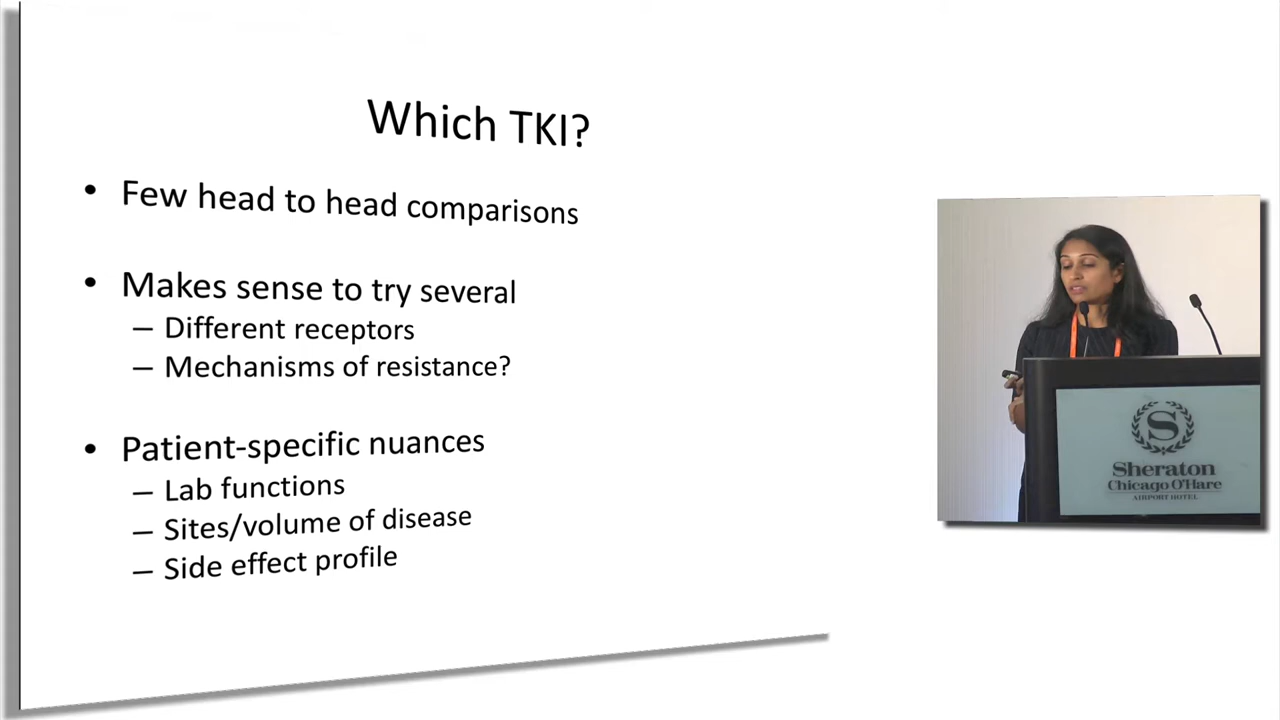 Which TKI?
• Few head to head comparisons
• Makes sense to try several
– Different receptors
– Mechanisms of resistance?
• Patient-specific nuances
– Lab functions
– Sites/volume of disease
– Side effect profile
S
Sheraton
Chicago O'Hare
AIRPORT HOTEL